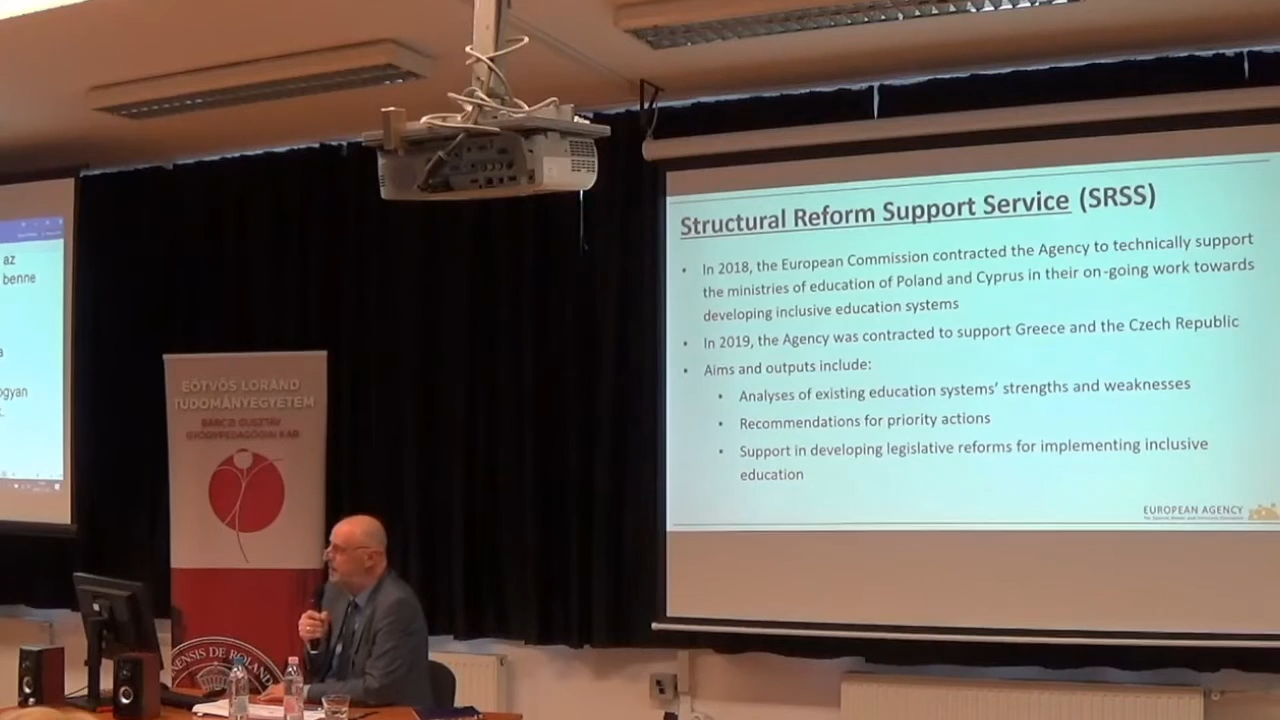 az
benne
a
ogyan
EÖTVÖS LORÁND
TUDOMÁNYEGYETEM
BÁRCZI GUSZTÁV
GYÓGYPEDAGÓGIAI KAR
NENSIS DE ROLAND
Structural Reform Support Service (SRSS)
• In 2018, the European Commission contracted the Agency to technically support
the ministries of education of Poland and Cyprus in their on-going work towards
developing inclusive education systems
• In 2019, the Agency was contracted to support Greece and the Czech Republic
• Aims and outputs include:
• Analyses of existing education systems' strengths and weaknesses
• Recommendations for priority actions
• Support in developing legislative reforms for implementing inclusive
education
EUROPEAN AGENCY